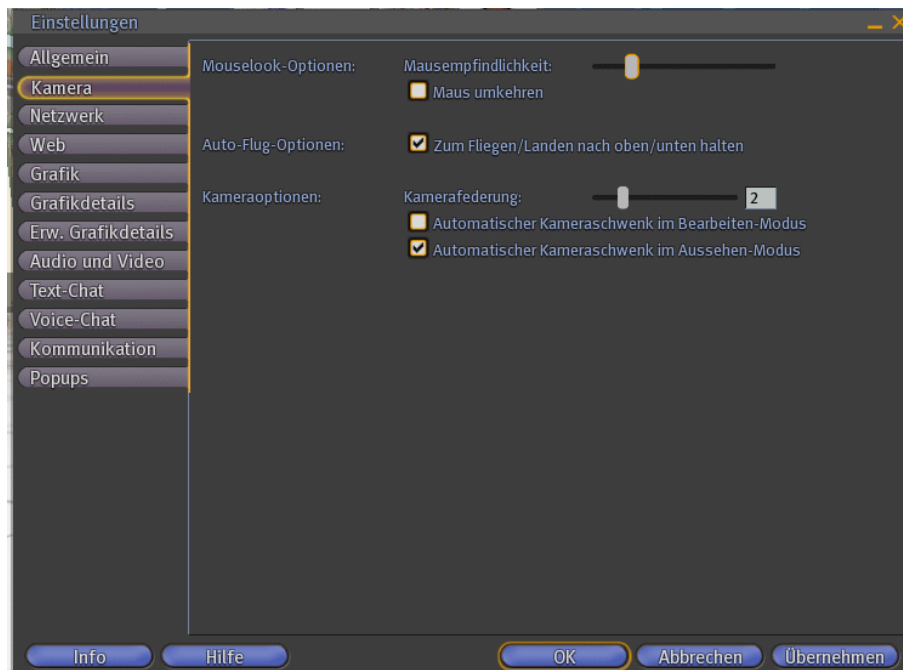 Einstellungen
Allgemein
Kamera
Netzwerk
Web
Grafik
Grafikdetails
Erw. Grafikdetails
Audio und Video
Text-Chat
Voice-Chat
Kommunikation
Popups
Mouselook-Optionen: Mausempfindlichkeit:
Maus umkehren
Auto-Flug-Optionen: Zum Fliegen/Landen nach oben/unten halten
Kameraoptionen: Kamerafederung: 2
Automatischer Kameraschwenk im Bearbeiten-Modus
Automatischer Kameraschwenk im Aussehen-Modus
Info Hilfe OK Abbrechen Übernehmen